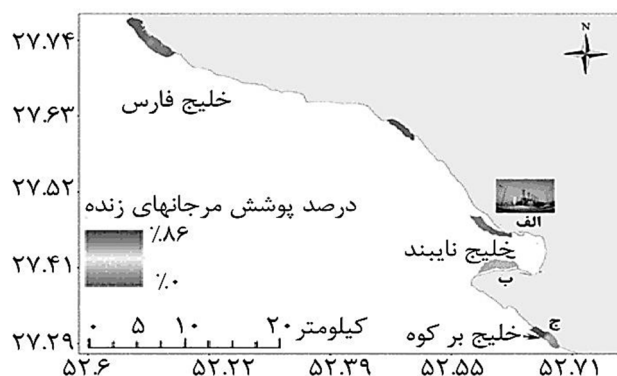 N
۲۷.۷۴
خلیج فارس
۲۷.۶۳
۲۷.۵۲
درصد پوشش مرجانهای زنده
الف
٪۸۶
خلیج نایبند
۲۷.۴۱
ب
٪۰
ج
کیلومتر
۰ ۵ ۱۰ ۲۰
خلیج بر کوه
۲۷.۲۹
۵۲.۶ ۵۲.۲۲ ۵۲.۳۹ ۵۲.۵۵ ۵۲.۷۱